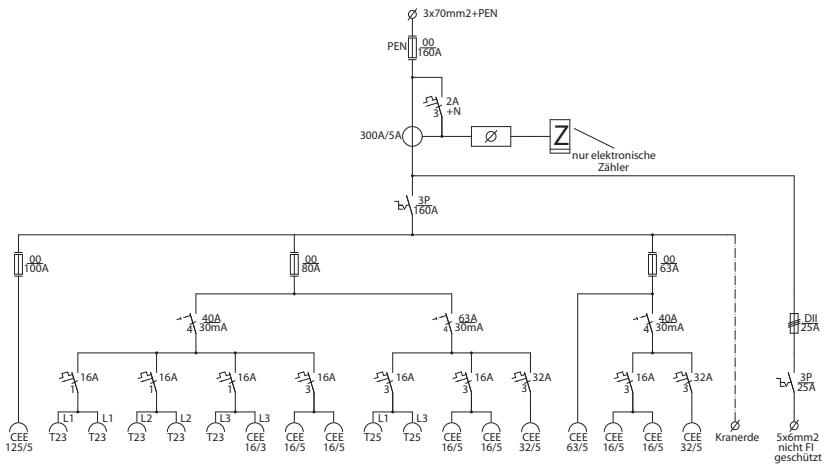 3x70mm2+PEN
PEN
00
160A
2A
+N
3
300A/5A
Z
nur elektronische
Zähler
3P
160A
00
100A
00
80A
00
63A
40A
4 30mA
63A
4 30mA
40A
4 30mA
DII
25A
16A
1
16A
1
16A
1
16A
3
16A
3
16A
3
32A
3
16A
3
32A
3
3P
25A
L1 L1 L2 L2 L3 L3 L1 L3
CEE
125/5
T23
T23
T23
T23
T23
CEE
16/3
CEE
16/5
CEE
16/5
T25
T25
CEE
16/5
CEE
16/5
CEE
32/5
CEE
63/5
CEE
16/5
CEE
16/5
CEE
32/5
Kranerde
5x6mm2
nicht FI
geschützt